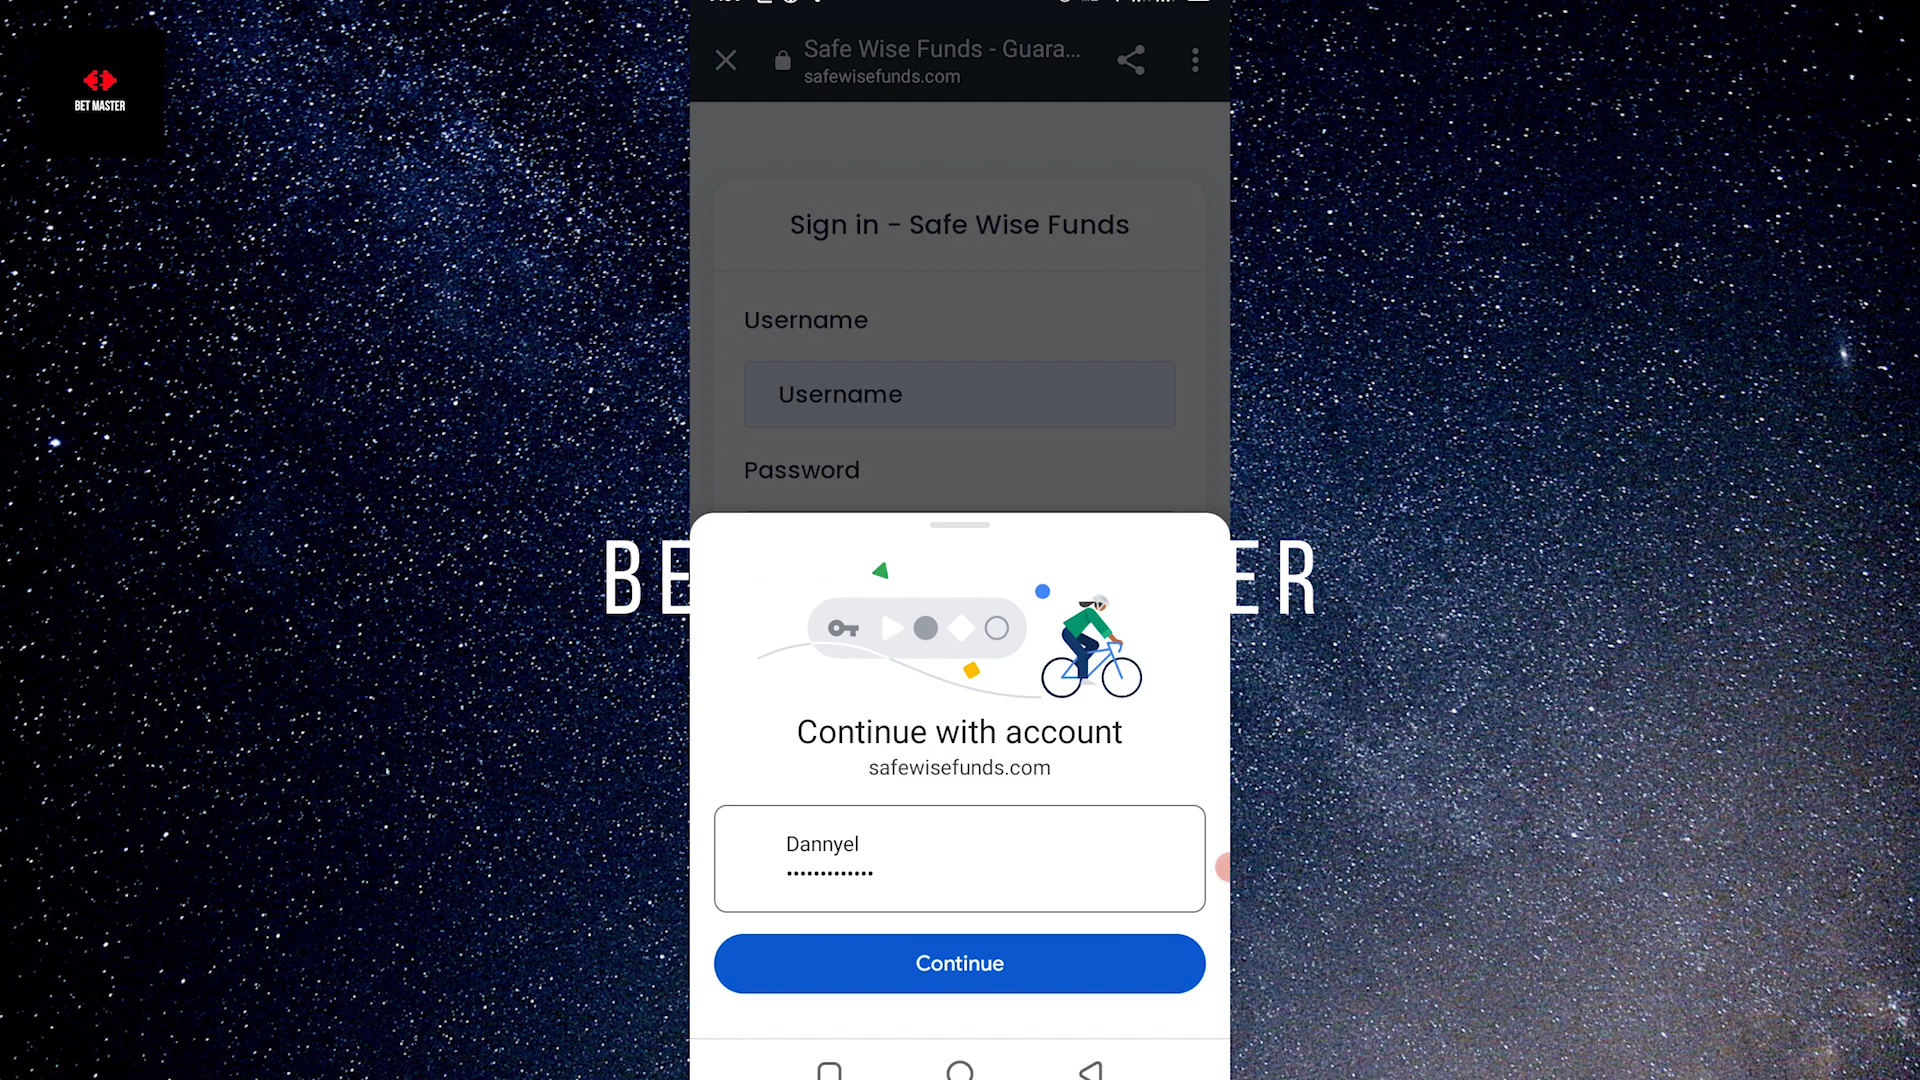 BET MASTER
Safe Wise Funds - Guara...
safewisefunds.com
Sign in - Safe Wise Funds
Username
Username
Password
BE
ER
Continue with account
safewisefunds.com
Dannyel
•••••••••••••
Continue